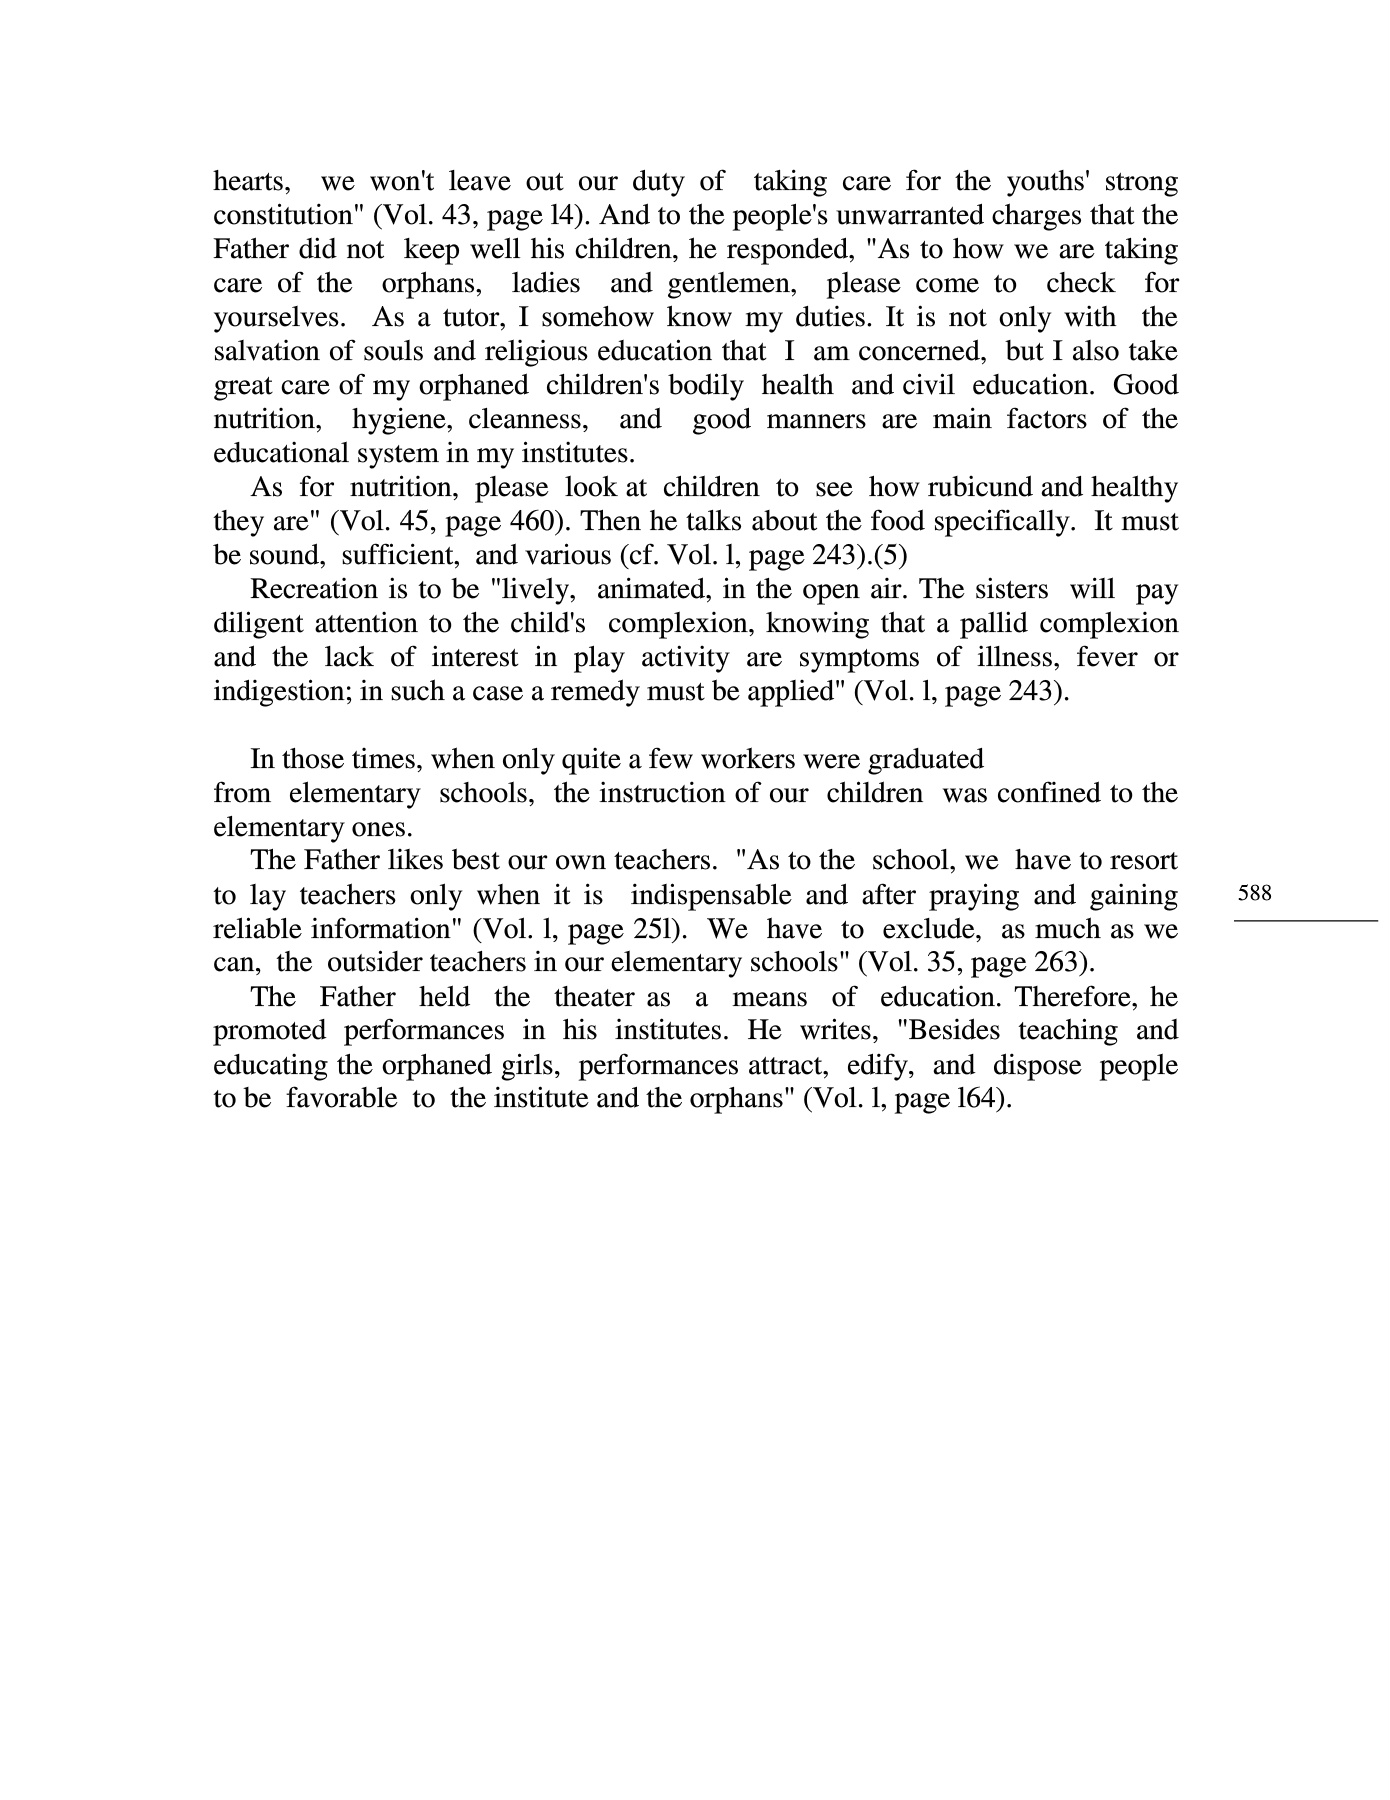 hearts, we won't leave out our duty of taking care for the youths' strong
constitution" (Vol. 43, page l4). And to the people's unwarranted charges that the
Father did not keep well his children, he responded, "As to how we are taking
care of the orphans, ladies and gentlemen, please come to check for
yourselves. As a tutor, I somehow know my duties. It is not only with the
salvation of souls and religious education that I am concerned, but I also take
great care of my orphaned children's bodily health and civil education. Good
nutrition, hygiene, cleanness, and good manners are main factors of the
educational system in my institutes.
As for nutrition, please look at children to see how rubicund and healthy
they are" (Vol. 45, page 460). Then he talks about the food specifically. It must
be sound, sufficient, and various (cf. Vol. l, page 243).(5)
Recreation is to be "lively, animated, in the open air. The sisters will pay
diligent attention to the child's complexion, knowing that a pallid complexion
and the lack of interest in play activity are symptoms of illness, fever or
indigestion; in such a case a remedy must be applied" (Vol. l, page 243).
In those times, when only quite a few workers were graduated
from elementary schools, the instruction of our children was confined to the
elementary ones.
The Father likes best our own teachers. "As to the school, we have to resort
to lay teachers only when it is indispensable and after praying and gaining
reliable information" (Vol. l, page 25l). We have to exclude, as much as we
can, the outsider teachers in our elementary schools" (Vol. 35, page 263).
The Father held the theater as a means of education. Therefore, he
promoted performances in his institutes. He writes, "Besides teaching and
educating the orphaned girls, performances attract, edify, and dispose people
to be favorable to the institute and the orphans" (Vol. l, page l64).
588